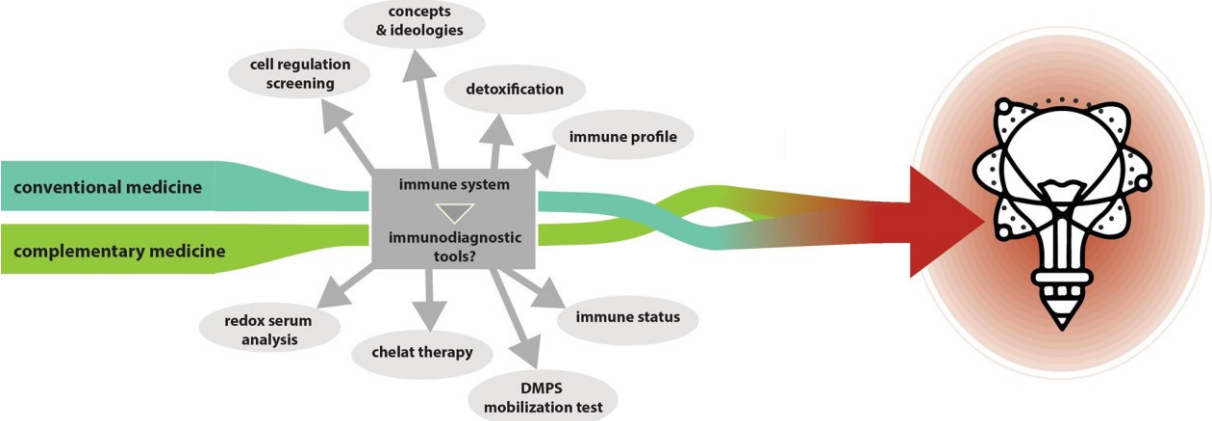 concepts
& ideologies
cell regulation
screening
detoxification
immune profile
conventional medicine
immune system
complementary medicine
immunodiagnostic
tools?
redox serum
analysis
chelat therapy
immune status
DMPS
mobilization test